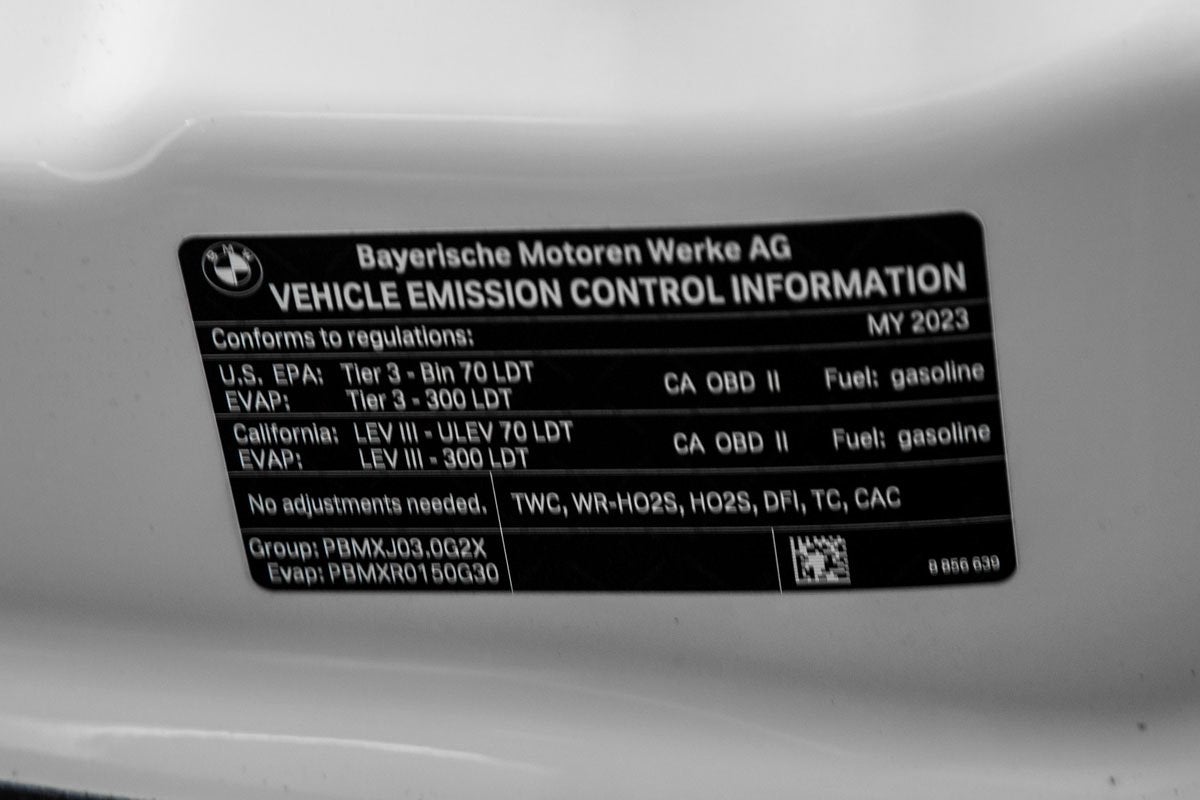 BMW
Bayerische Motoren Werke AG
VEHICLE EMISSION CONTROL INFORMATION
Conforms to regulations: MY 2023
U.S. EPA: Tier 3 - Bin 70 LDT CA OBD II Fuel: gasoline
EVAP: Tier 3 - 300 LDT
California: LEV III - ULEV 70 LDT CA OBD II Fuel: gasoline
EVAP: LEV III - 300 LDT
No adjustments needed. TWC, WR-HO2S, HO2S, DFI, TC, CAC
Group: PBMXJ03.0G2X
Evap: PBMXR0150G30
8 856 639